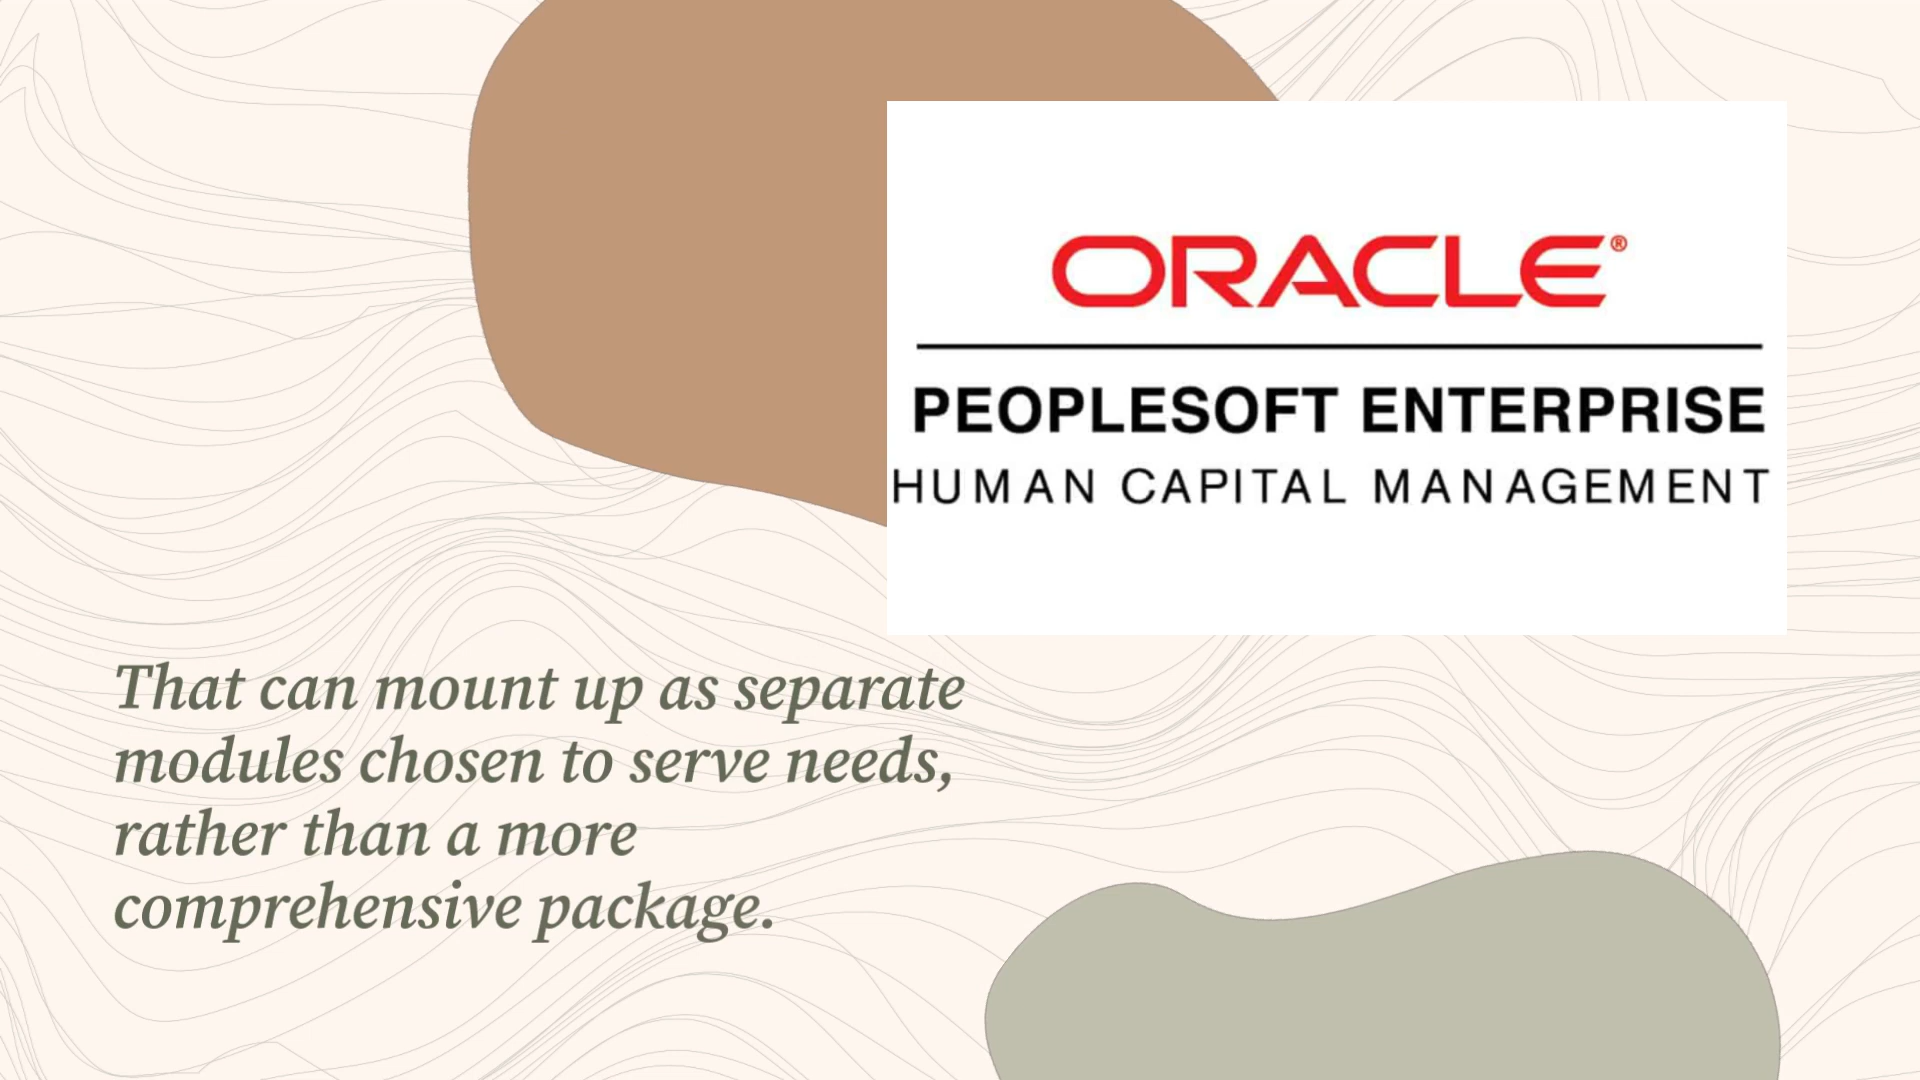 ORACLE®
PEOPLESOFT ENTERPRISE
HUMAN CAPITAL MANAGEMENT
That can mount up as separate
modules chosen to serve needs,
rather than a more
comprehensive package.